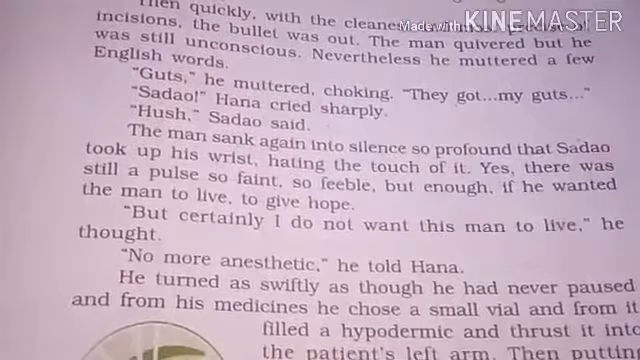 Then quickly, with the cleanest
Made with KINEMASTER
incisions, the bullet was out. The man quivered but he
was still unconscious. Nevertheless he muttered a few
English words.
“Guts,” he muttered, choking. “They got...my guts...”
“Sadao!” Hana cried sharply.
“Hush,” Sadao said.
The man sank again into silence so profound that Sadao
took up his wrist, hating the touch of it. Yes, there was
still a pulse so faint, so feeble, but enough, if he wanted
the man to live, to give hope.
“But certainly I do not want this man to live,” he
thought.
“No more anesthetic,” he told Hana.
He turned as swiftly as though he had never paused
and from his medicines he chose a small vial and from it
filled a hypodermic and thrust it into
the patient's left arm. Then putting